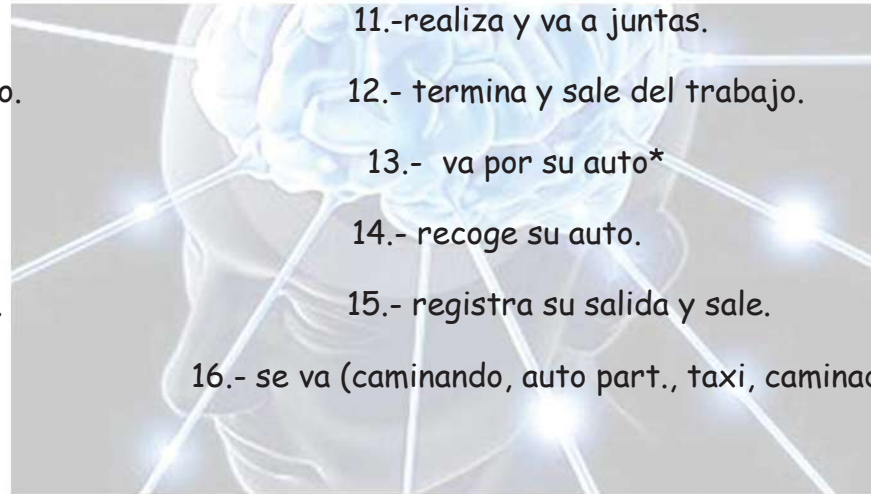 11.-realiza y va a juntas.
o.
12.- termina y sale del trabajo.
13.- va por su auto*
14.- recoge su auto.
.
15.- registra su salida y sale.
16.- se va (caminando, auto part., taxi,